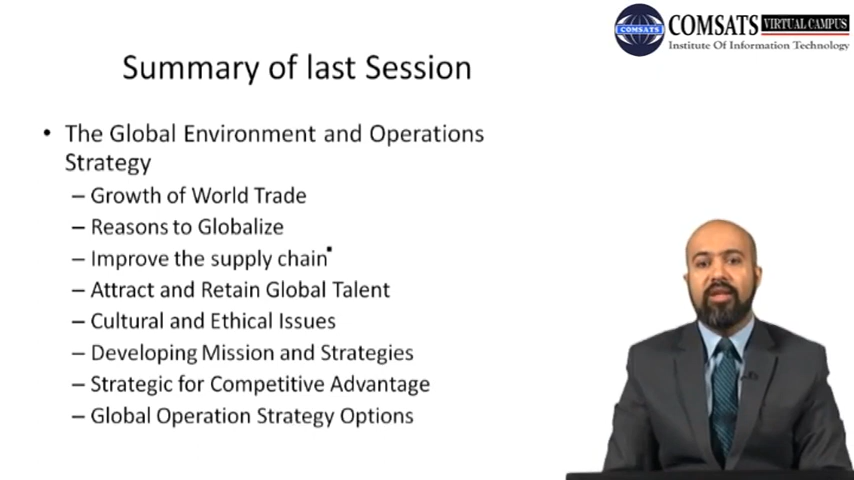 COMSATS
COMSATS VIRTUAL CAMPUS
Institute Of Information Technology
Summary of last Session
• The Global Environment and Operations
Strategy
– Growth of World Trade
– Reasons to Globalize
– Improve the supply chain
– Attract and Retain Global Talent
– Cultural and Ethical Issues
– Developing Mission and Strategies
– Strategic for Competitive Advantage
– Global Operation Strategy Options